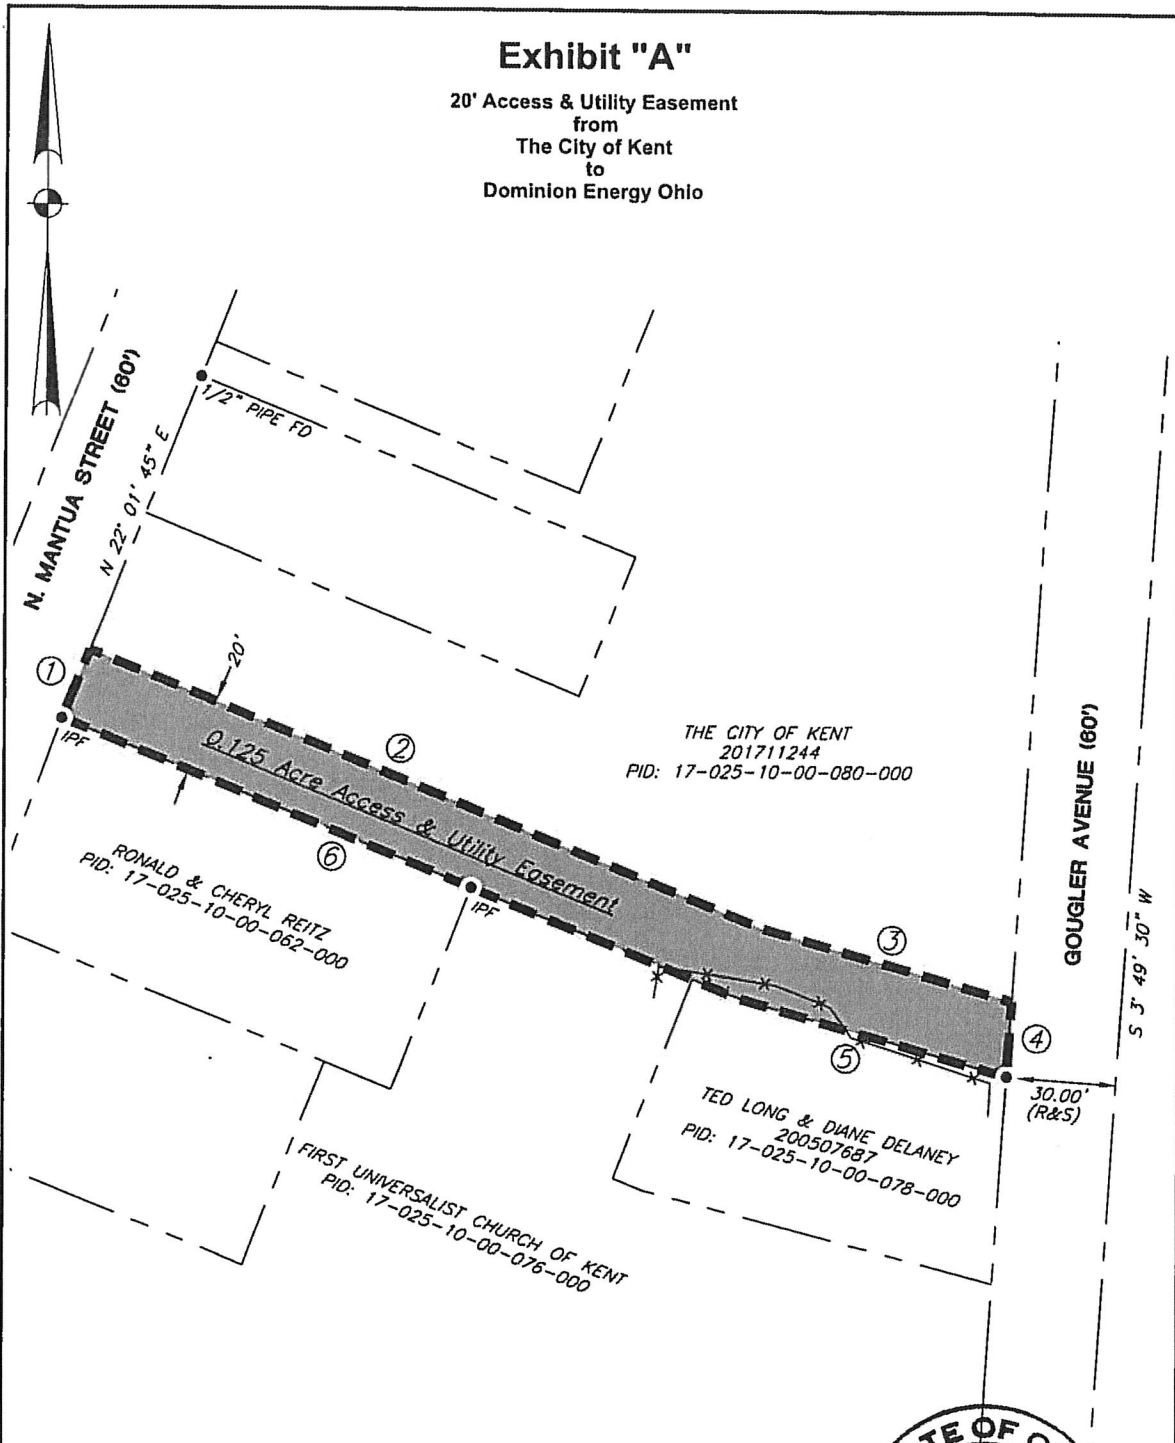 Exhibit "A"
20' Access & Utility Easement
from
The City of Kent
to
Dominion Energy Ohio
N. MANTUA STREET (60')
N 22° 01' 45" E
1/2" PIPE FD
20'
1
2
3
4
5
6
IPF
IPF
0.125 Acre Access & Utility Easement
THE CITY OF KENT
201711244
PID: 17-025-10-00-080-000
GOUGLER AVENUE (60')
S 3° 49' 30" W
30.00'
(R&S)
RONALD & CHERYL REITZ
PID: 17-025-10-00-062-000
TED LONG & DIANE DELANEY
200507687
PID: 17-025-10-00-078-000
FIRST UNIVERSALIST CHURCH OF KENT
PID: 17-025-10-00-076-000
TE OF O